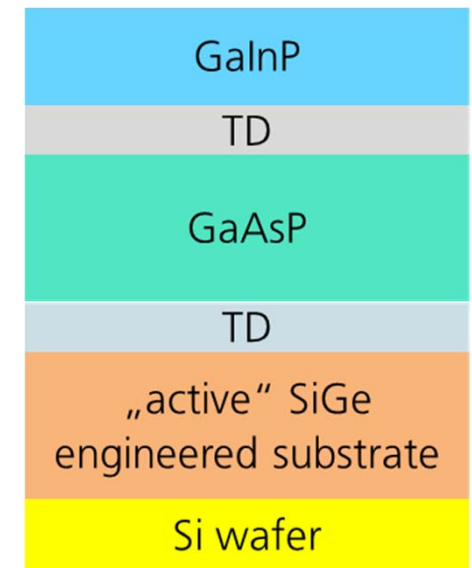 GaInP
TD
GaAsP
TD
„active“ SiGe
engineered substrate
Si wafer